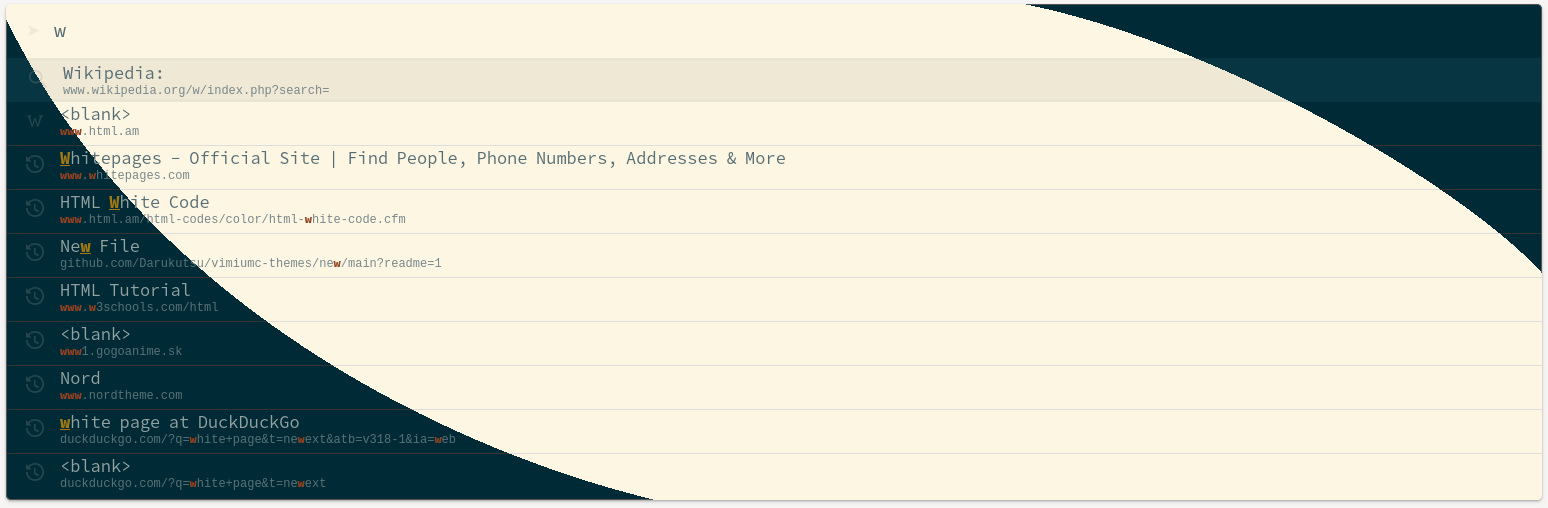 w
Wikipedia:
www.wikipedia.org/w/index.php?search=
W <blank>
www.html.am
Whitepages - Official Site | Find People, Phone Numbers, Addresses & More
www.whitepages.com
HTML White Code
www.html.am/html-codes/color/html-white-code.cfm
New File
github.com/Darukutsu/vimiumc-themes/new/main?readme=1
HTML Tutorial
www.w3schools.com/html
<blank>
www1.gogoanime.sk
Nord
www.nordtheme.com
white page at DuckDuckGo
duckduckgo.com/?q=white+page&t=newext&atb=v318-1&ia=web
<blank>
duckduckgo.com/?q=white+page&t=newext